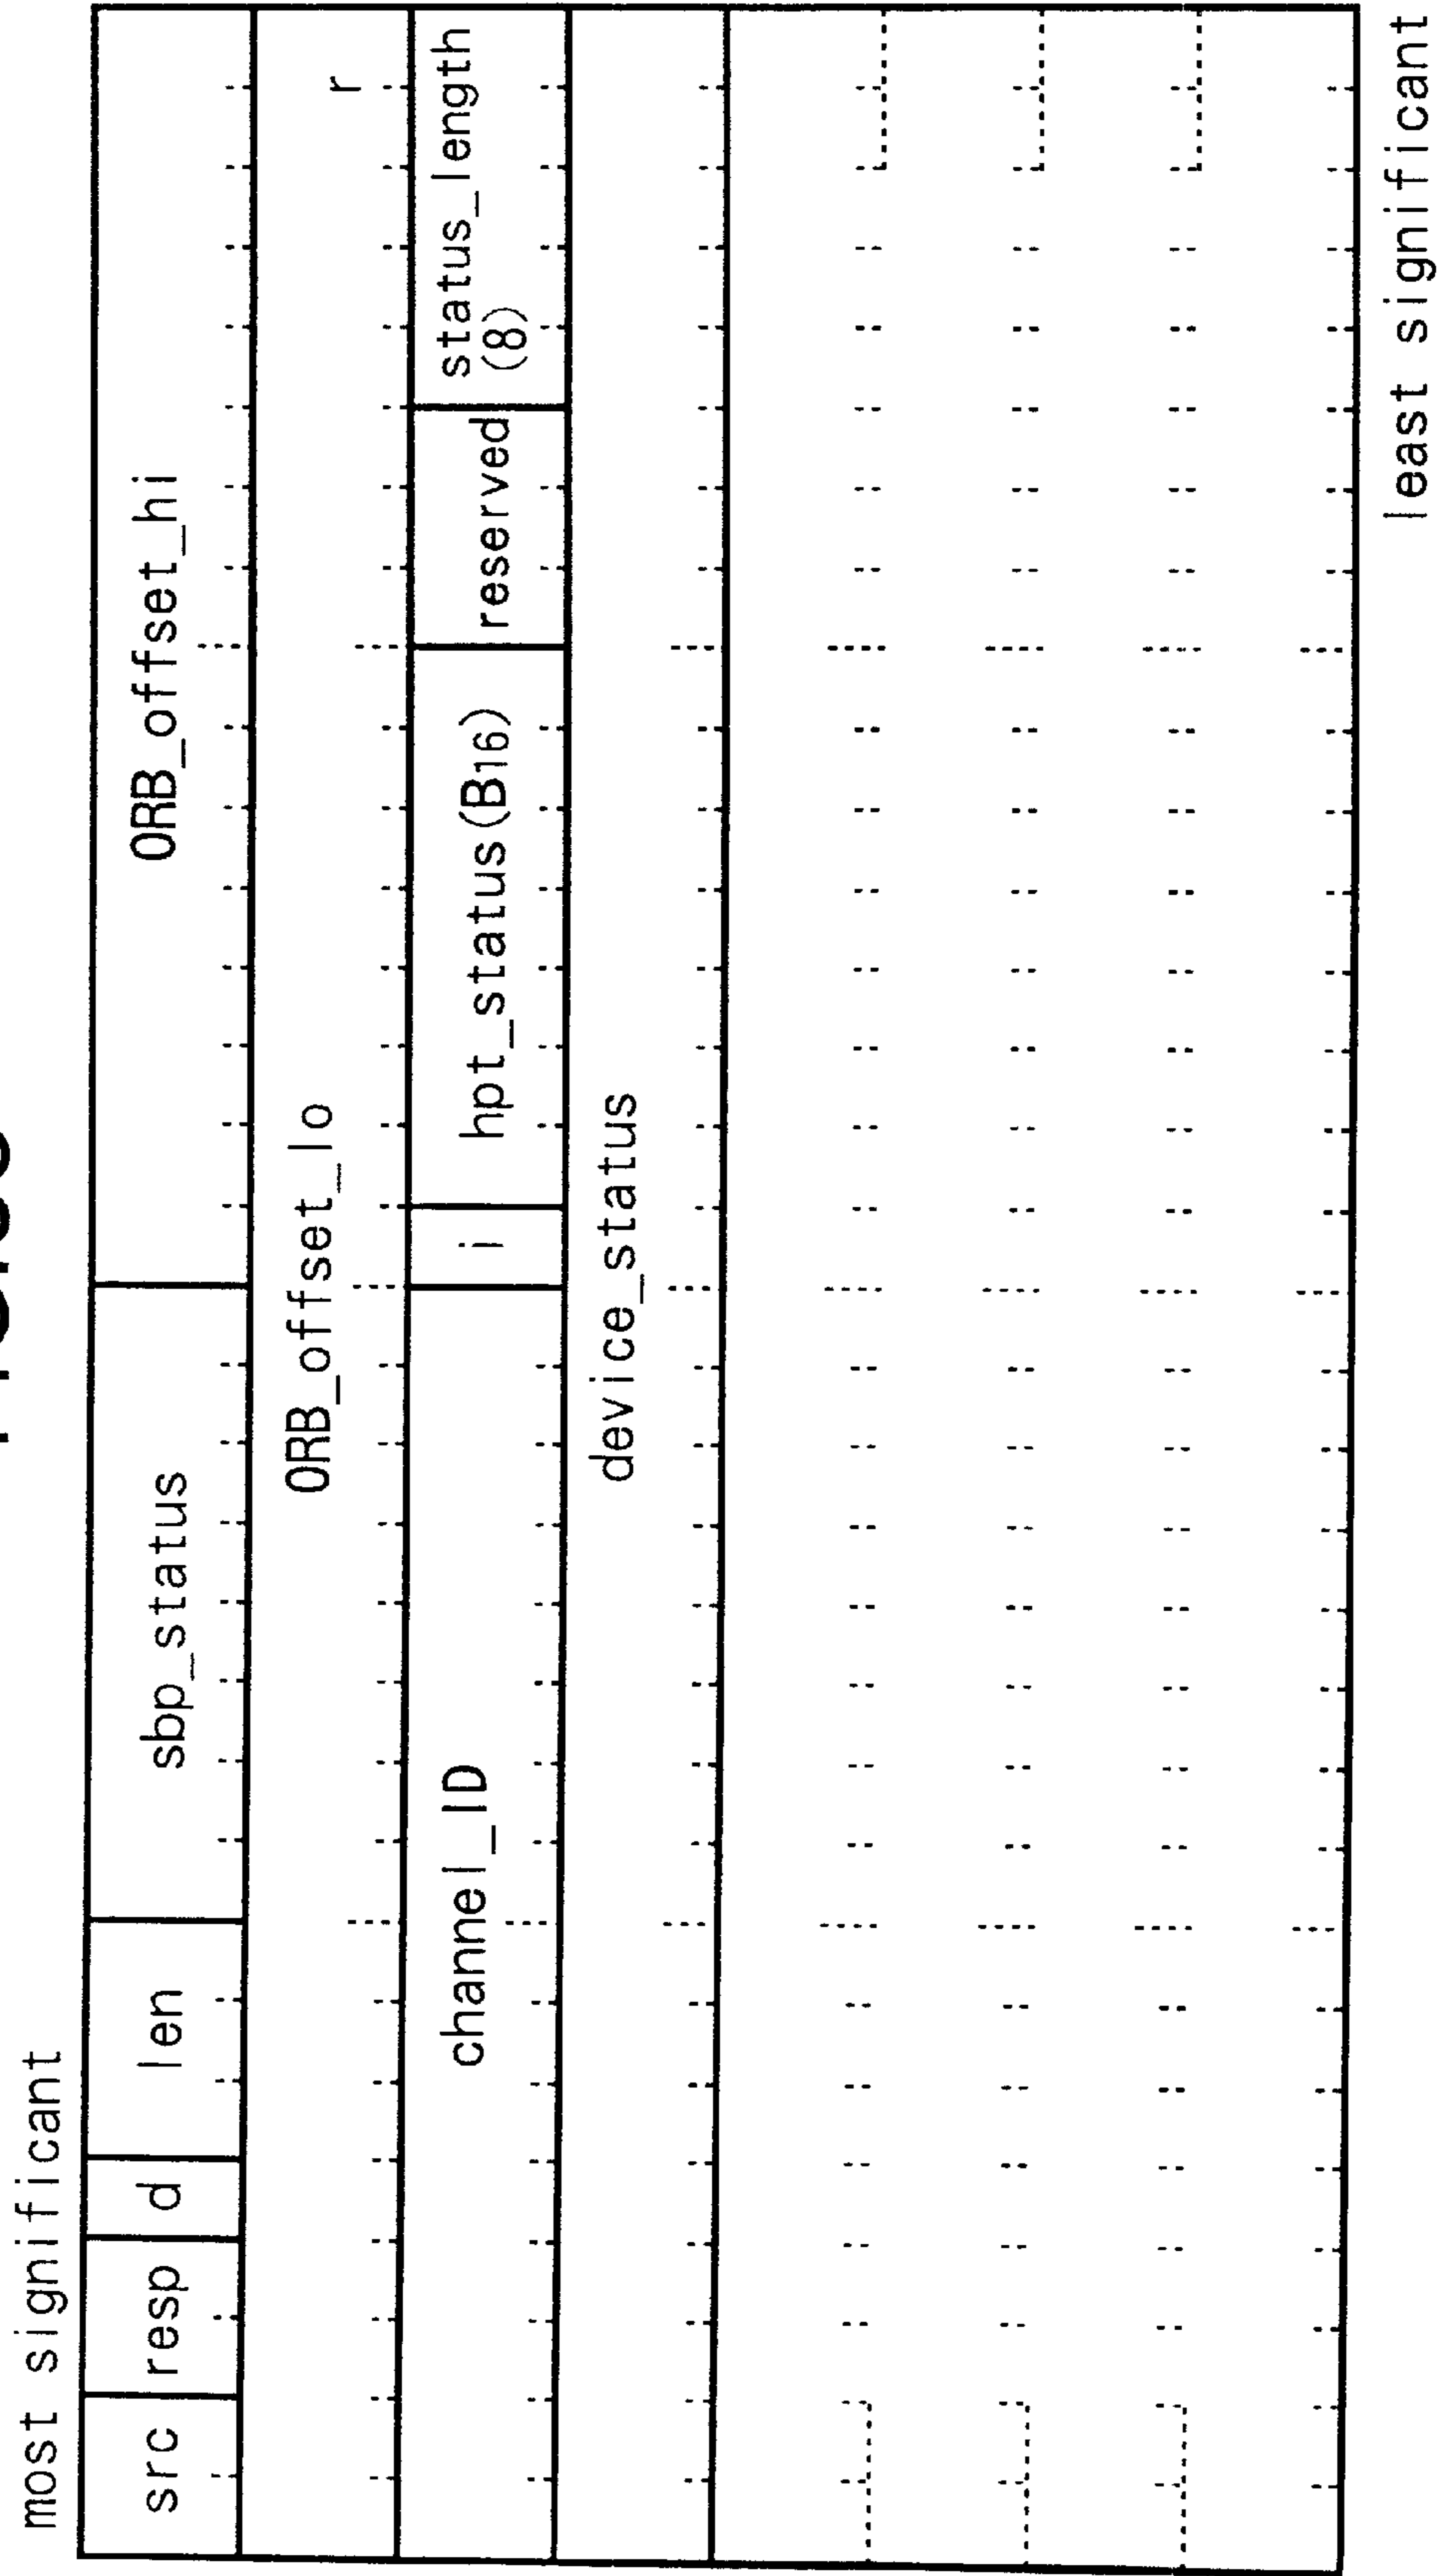 most significant
src resp d len sbp_status ORB_offset_hi
ORB_offset_lo r
channel_ID i hpt_status(B16) reserved status_length
(8)
device_status
least significant